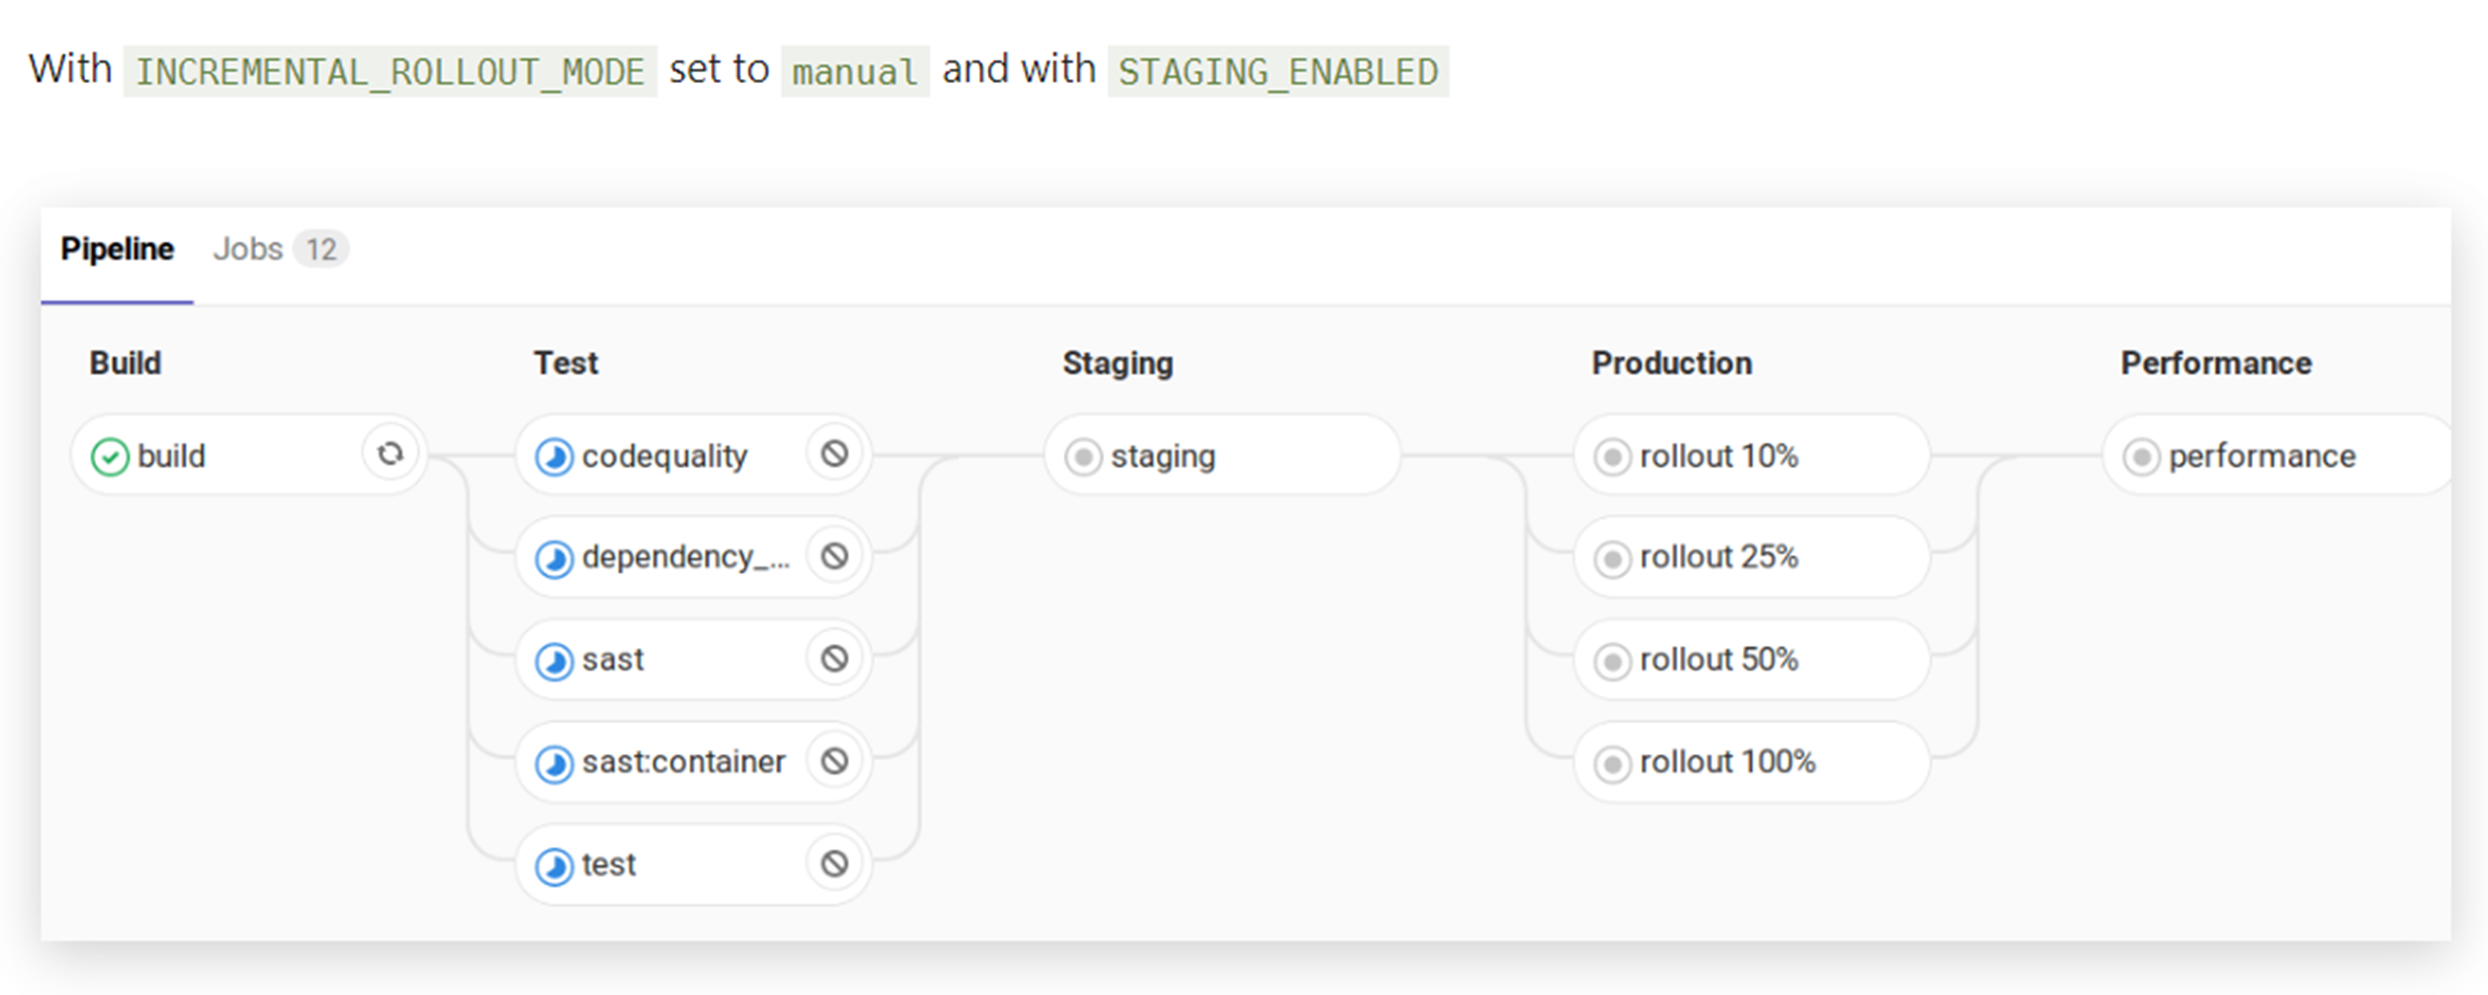 With INCREMENTAL_ROLLOUT_MODE set to manual and with STAGING_ENABLED
Pipeline Jobs 12
Build Test Staging Production Performance
build codequality staging rollout 10% performance
dependency_... rollout 25%
sast rollout 50%
sast:container rollout 100%
test